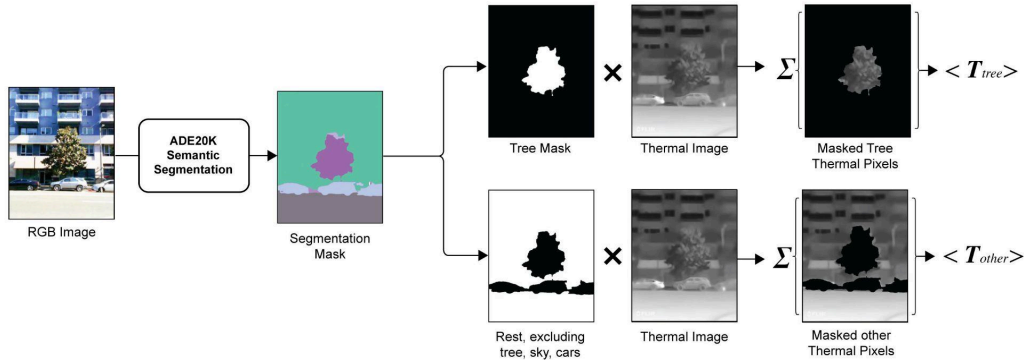 RGB Image
ADE20K
Semantic
Segmentation
Segmentation
Mask
Tree Mask
×
Thermal Image
Σ
Masked Tree
Thermal Pixels
< T tree >
Rest, excluding
tree, sky, cars
×
Thermal Image
Σ
Masked other
Thermal Pixels
< T other >